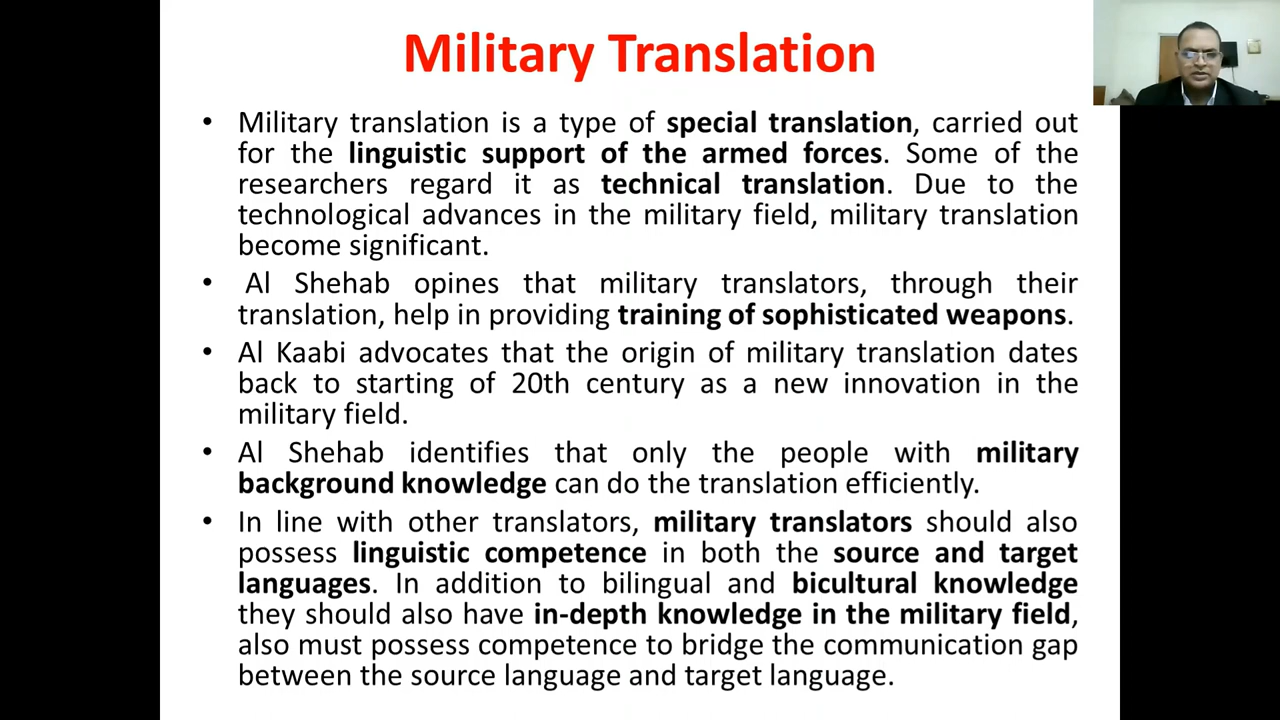 Military Translation
• Military translation is a type of special translation, carried out
for the linguistic support of the armed forces. Some of the
researchers regard it as technical translation. Due to the
technological advances in the military field, military translation
become significant.
• Al Shehab opines that military translators, through their
translation, help in providing training of sophisticated weapons.
• Al Kaabi advocates that the origin of military translation dates
back to starting of 20th century as a new innovation in the
military field.
• Al Shehab identifies that only the people with military
background knowledge can do the translation efficiently.
• In line with other translators, military translators should also
possess linguistic competence in both the source and target
languages. In addition to bilingual and bicultural knowledge
they should also have in-depth knowledge in the military field,
also must possess competence to bridge the communication gap
between the source language and target language.